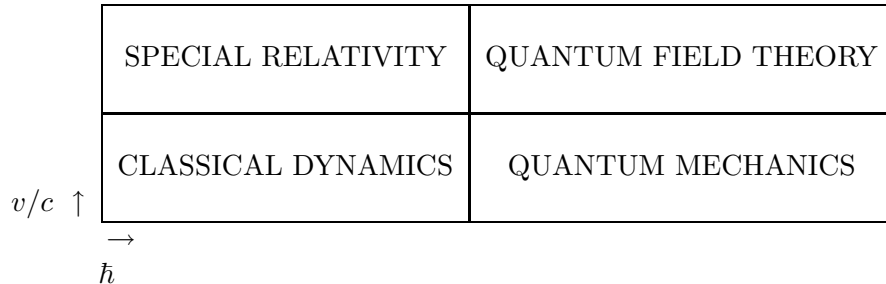 SPECIAL RELATIVITY QUANTUM FIELD THEORY
CLASSICAL DYNAMICS QUANTUM MECHANICS
v/c ↑
→
ħ